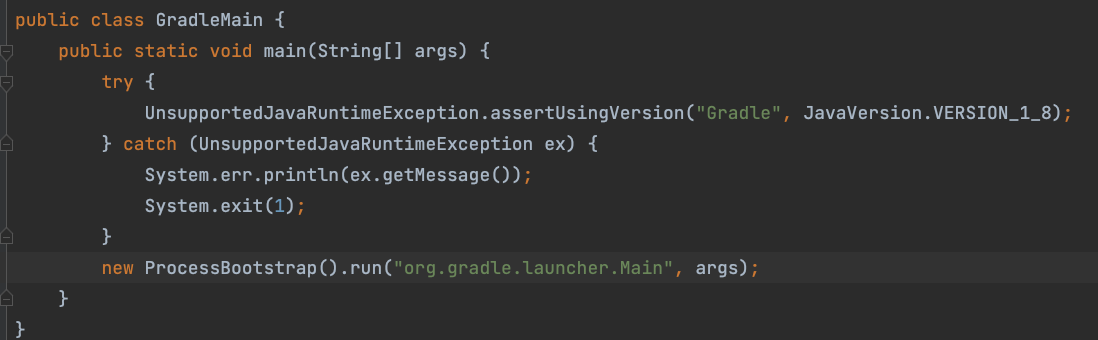 public class GradleMain {
    public static void main(String[] args) {
        try {
            UnsupportedJavaRuntimeException.assertUsingVersion("Gradle", JavaVersion.VERSION_1_8);
        } catch (UnsupportedJavaRuntimeException ex) {
            System.err.println(ex.getMessage());
            System.exit(1);
        }
        new ProcessBootstrap().run("org.gradle.launcher.Main", args);
    }
}